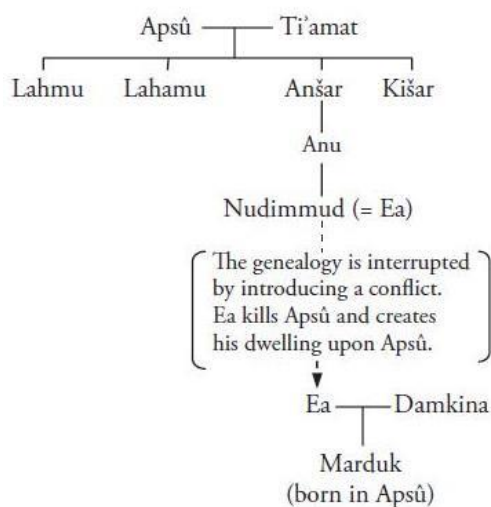 Apsû Ti’amat
Lahmu Lahamu Anšar Kišar
Anu
Nudimmud (= Ea)
The genealogy is interrupted
by introducing a conflict.
Ea kills Apsû and creates
his dwelling upon Apsû.
Ea Damkina
Marduk
(born in Apsû)